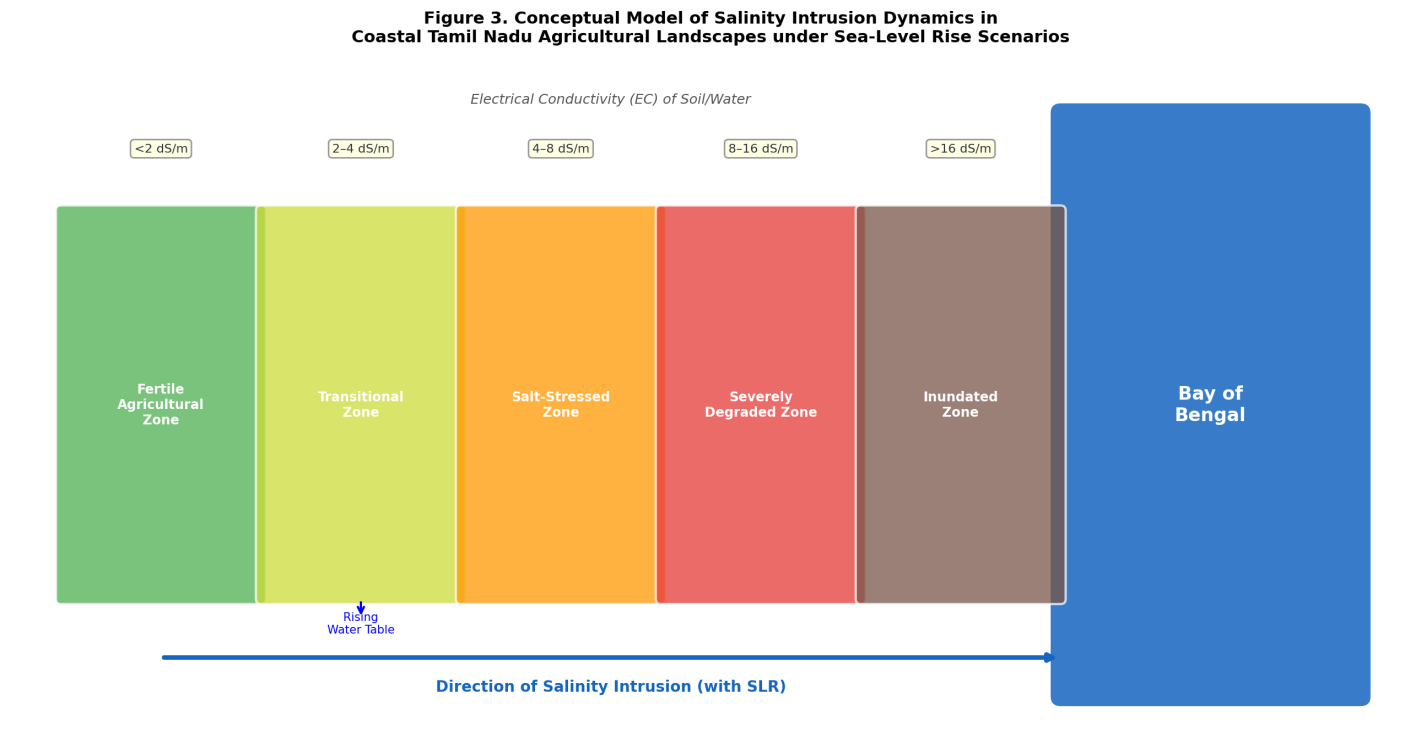 Figure 3. Conceptual Model of Salinity Intrusion Dynamics in
Coastal Tamil Nadu Agricultural Landscapes under Sea-Level Rise Scenarios
Electrical Conductivity (EC) of Soil/Water
<2 dS/m
2–4 dS/m
4–8 dS/m
8–16 dS/m
>16 dS/m
Fertile
Agricultural
Zone
Transitional
Zone
Salt-Stressed
Zone
Severely
Degraded Zone
Inundated
Zone
Bay of
Bengal
Rising
Water Table
Direction of Salinity Intrusion (with SLR)